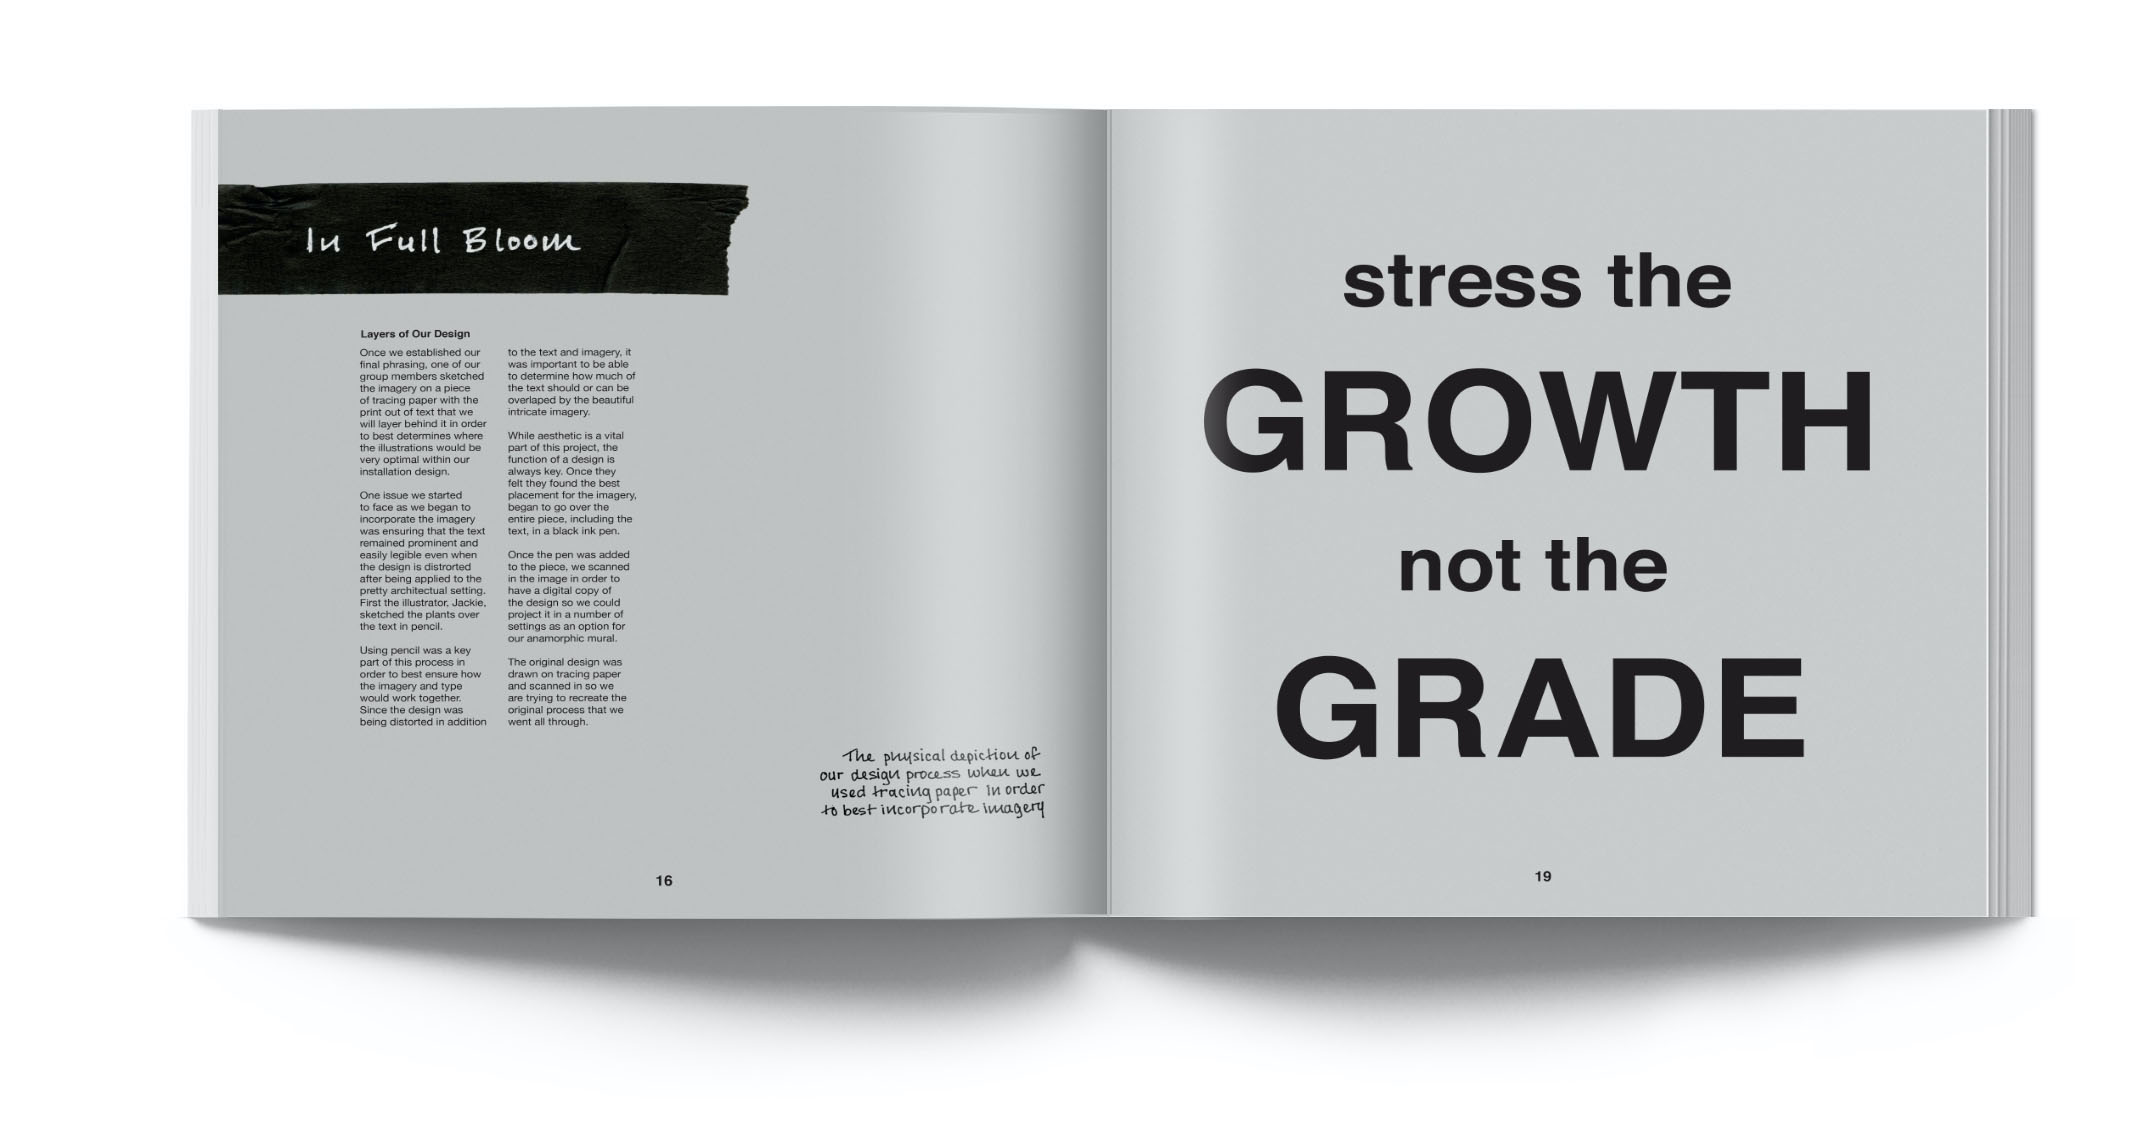 In Full Bloom
Layers of Our Design
Once we established our
final phrasing, one of our
group members sketched
the imagery on a piece
of tracing paper with the
print out of text that we
will layer behind it in order
to best determines where
the illustrations would be
very optimal within our
installation design.
One issue we started
to face as we began to
incorporate the imagery
was ensuring that the text
remained prominent and
easily legible even when
the design is distrorted
after being applied to the
pretty architectual setting.
First the illustrator, Jackie,
sketched the plants over
the text in pencil.
Using pencil was a key
part of this process in
order to best ensure how
the imagery and type
would work together.
Since the design was
being distorted in addition
to the text and imagery, it
was important to be able
to determine how much of
the text should or can be
overlaped by the beautiful
intricate imagery.
While aesthetic is a vital
part of this project, the
function of a design is
always key. Once they
felt they found the best
placement for the imagery,
began to go over the
entire piece, including the
text, in a black ink pen.
Once the pen was added
to the piece, we scanned
in the image in order to
have a digital copy of
the design so we could
project it in a number of
settings as an option for
our anamorphic mural.
The original design was
drawn on tracing paper
and scanned in so we
are trying to recreate the
original process that we
went all through.
The physical depiction of
our design process when we
used tracing paper in order
to best incorporate imagery
16
stress the
GROWTH
not the
GRADE
19